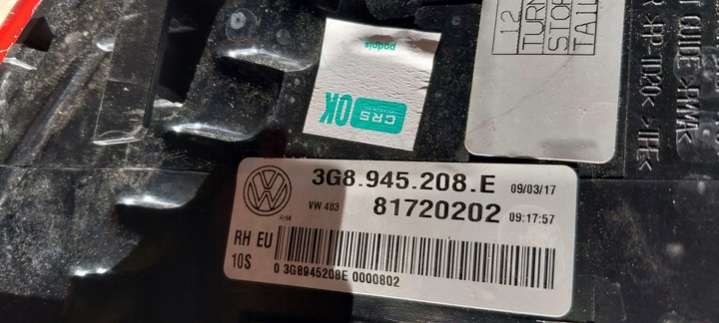 podpis
CRS
OK
12
TURN
STOP
TAIL
3G8.945.208.E 09/03/17
VW 483 81720202 09:17:57
RH EU
10S
0 3G8945208E 0000802